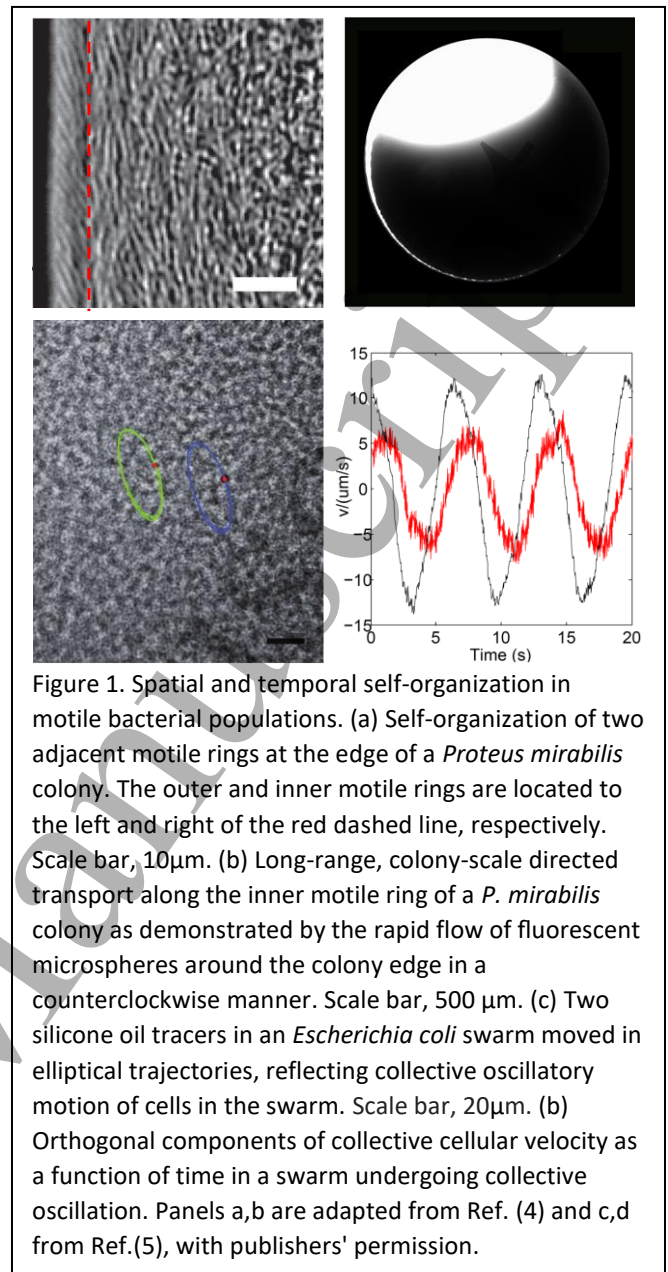 15
10
5
0
−5
−10
−15
v/(um/s)
0 5 10 15 20
Time (s)
Figure 1. Spatial and temporal self-organization in
motile bacterial populations. (a) Self-organization of two
adjacent motile rings at the edge of a Proteus mirabilis
colony. The outer and inner motile rings are located to
the left and right of the red dashed line, respectively.
Scale bar, 10μm. (b) Long-range, colony-scale directed
transport along the inner motile ring of a P. mirabilis
colony as demonstrated by the rapid flow of fluorescent
microspheres around the colony edge in a
counterclockwise manner. Scale bar, 500 μm. (c) Two
silicone oil tracers in an Escherichia coli swarm moved in
elliptical trajectories, reflecting collective oscillatory
motion of cells in the swarm. Scale bar, 20μm. (b)
Orthogonal components of collective cellular velocity as
a function of time in a swarm undergoing collective
oscillation. Panels a,b are adapted from Ref. (4) and c,d
from Ref.(5), with publishers' permission.
Manuscrip